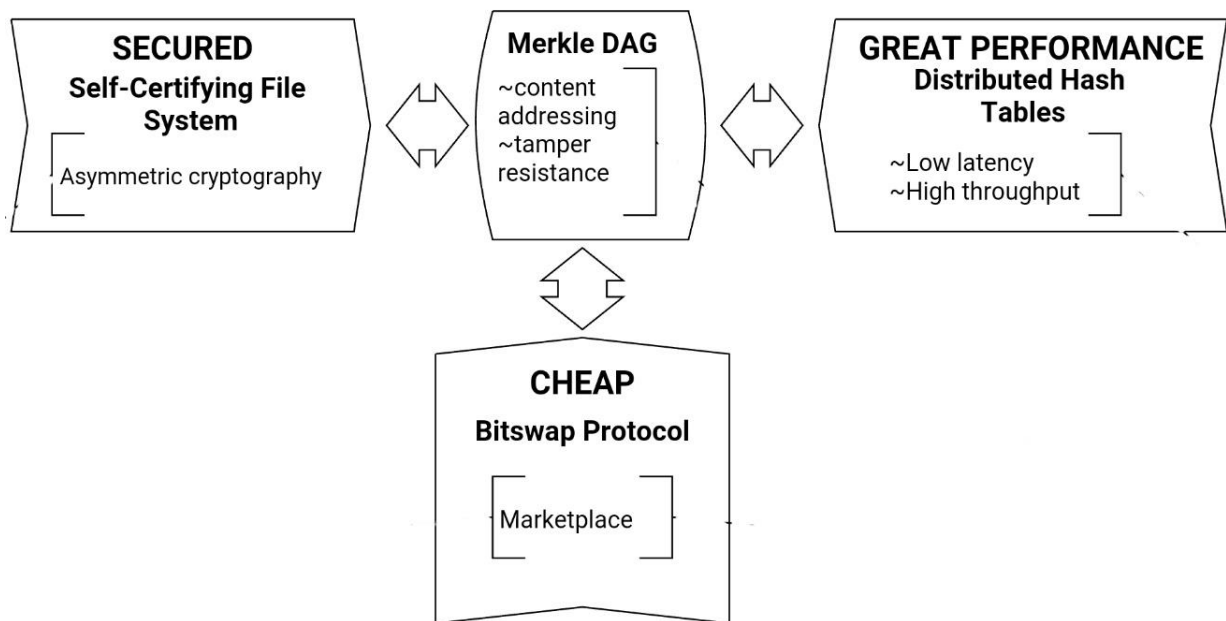 SECURED
Self-Certifying File
System
Asymmetric cryptography
Merkle DAG
~content
addressing
~tamper
resistance
GREAT PERFORMANCE
Distributed Hash
Tables
~Low latency
~High throughput
CHEAP
Bitswap Protocol
Marketplace